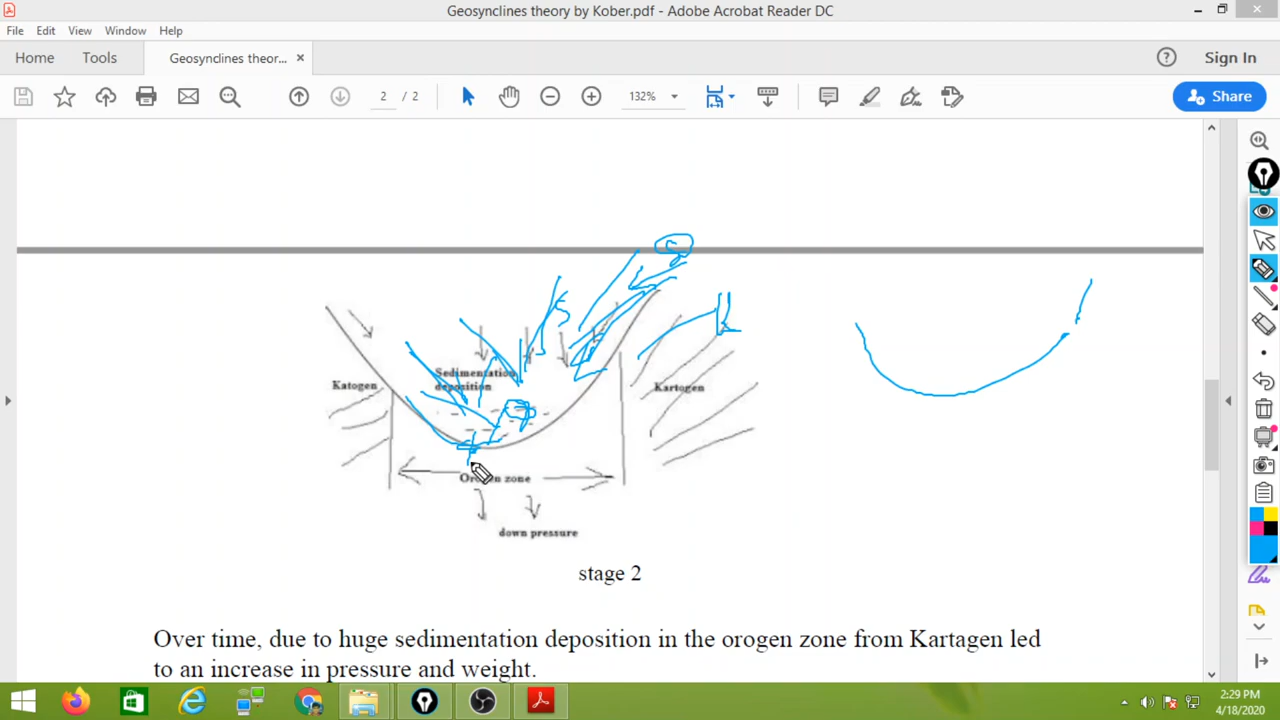 Geosynclines theory by Kober.pdf - Adobe Acrobat Reader DC
File Edit View Window Help
Home Tools Geosynclines theor... Sign In
2 / 2 132% Share
Sedimentation
deposition
Katogen
Kartogen
Orogen zone
down pressure
stage 2
Over time, due to huge sedimentation deposition in the orogen zone from Kartagen led
to an increase in pressure and weight.
2:29 PM
4/18/2020